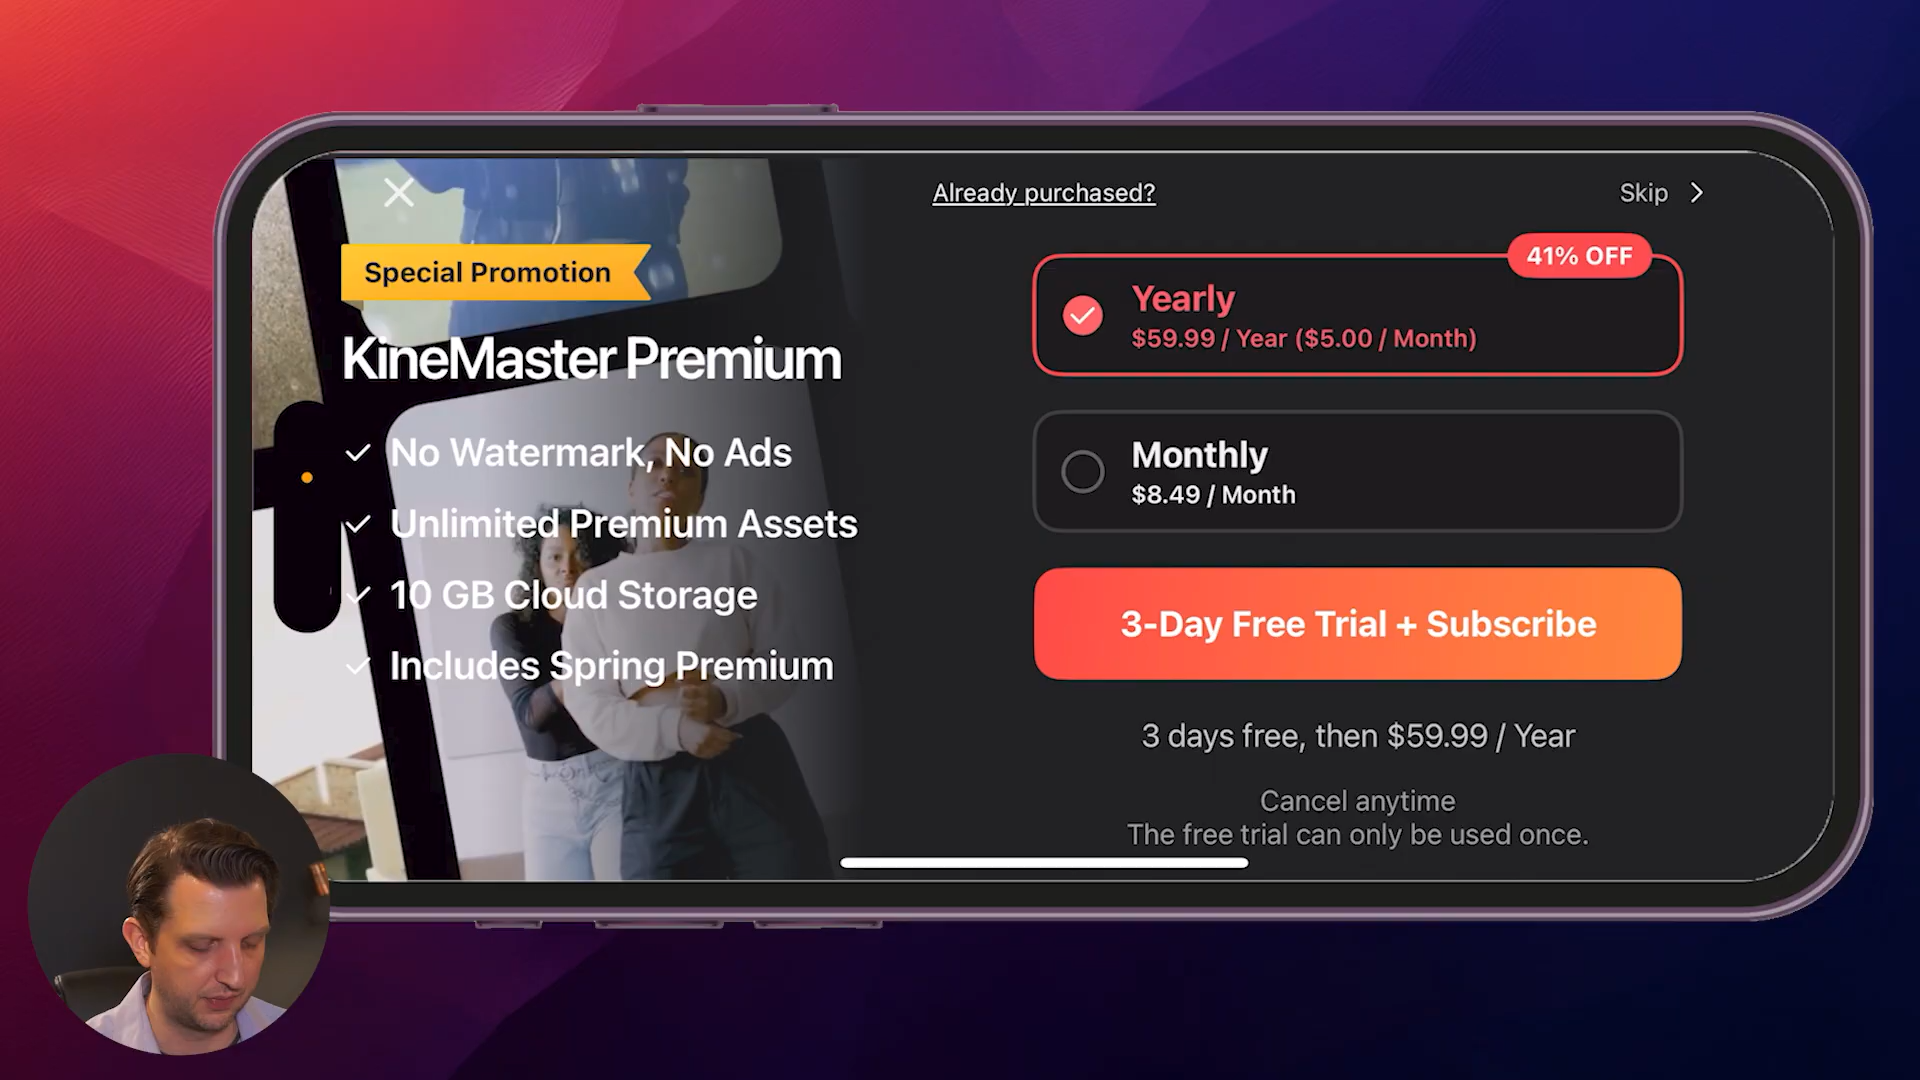 Already purchased?
Skip
Special Promotion
KineMaster Premium
No Watermark, No Ads
Unlimited Premium Assets
10 GB Cloud Storage
Includes Spring Premium
41% OFF
Yearly
$59.99 / Year ($5.00 / Month)
Monthly
$8.49 / Month
3-Day Free Trial + Subscribe
3 days free, then $59.99 / Year
Cancel anytime
The free trial can only be used once.